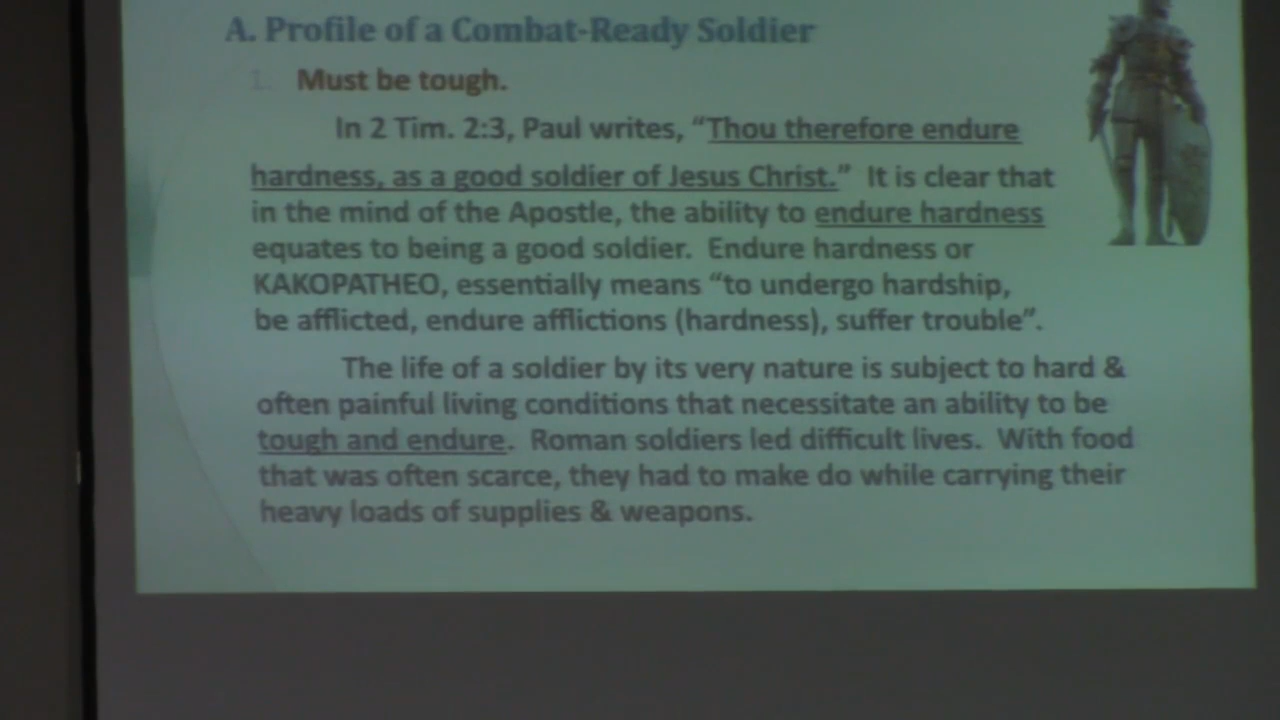 A. Profile of a Combat-Ready Soldier
1. Must be tough.
In 2 Tim. 2:3, Paul writes, “Thou therefore endure
hardness, as a good soldier of Jesus Christ.” It is clear that
in the mind of the Apostle, the ability to endure hardness
equates to being a good soldier. Endure hardness or
KAKOPATHEO, essentially means “to undergo hardship,
be afflicted, endure afflictions (hardness), suffer trouble”.
The life of a soldier by its very nature is subject to hard &
often painful living conditions that necessitate an ability to be
tough and endure. Roman soldiers led difficult lives. With food
that was often scarce, they had to make do while carrying their
heavy loads of supplies & weapons.